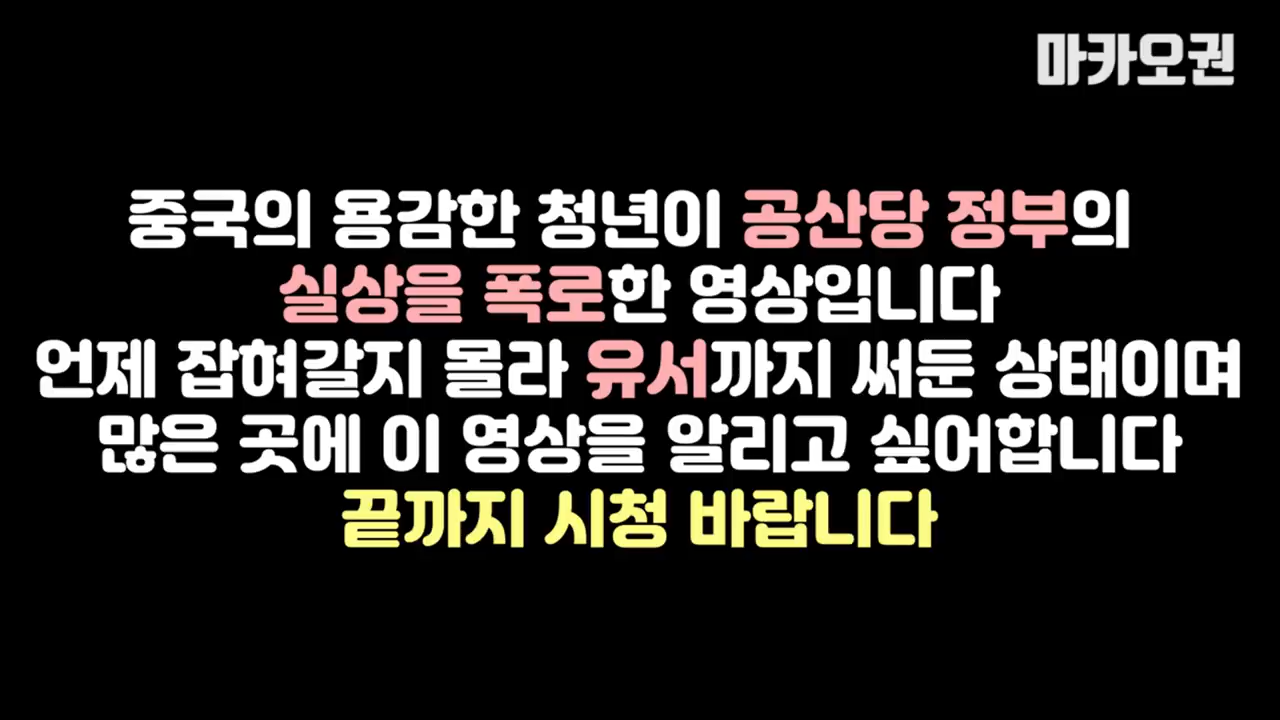 마카오권
중국의 용감한 청년이 공산당 정부의
실상을 폭로한 영상입니다
언제 잡혀갈지 몰라 유서까지 써둔 상태이며
많은 곳에 이 영상을 알리고 싶어합니다
끝까지 시청 바랍니다